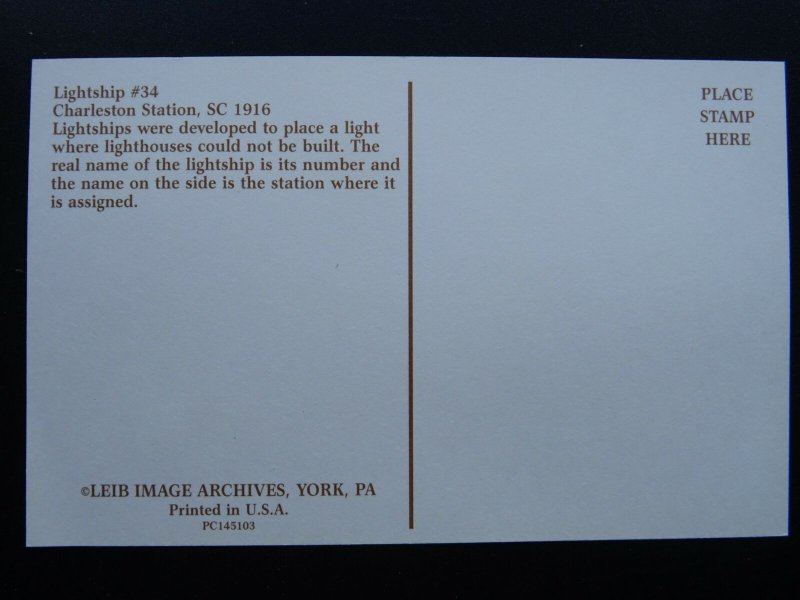 Lightship #34
Charleston Station, SC 1916
Lightships were developed to place a light
where lighthouses could not be built. The
real name of the lightship is its number and
the name on the side is the station where it
is assigned.
©LEIB IMAGE ARCHIVES, YORK, PA
Printed in U.S.A.
PC145103
PLACE
STAMP
HERE